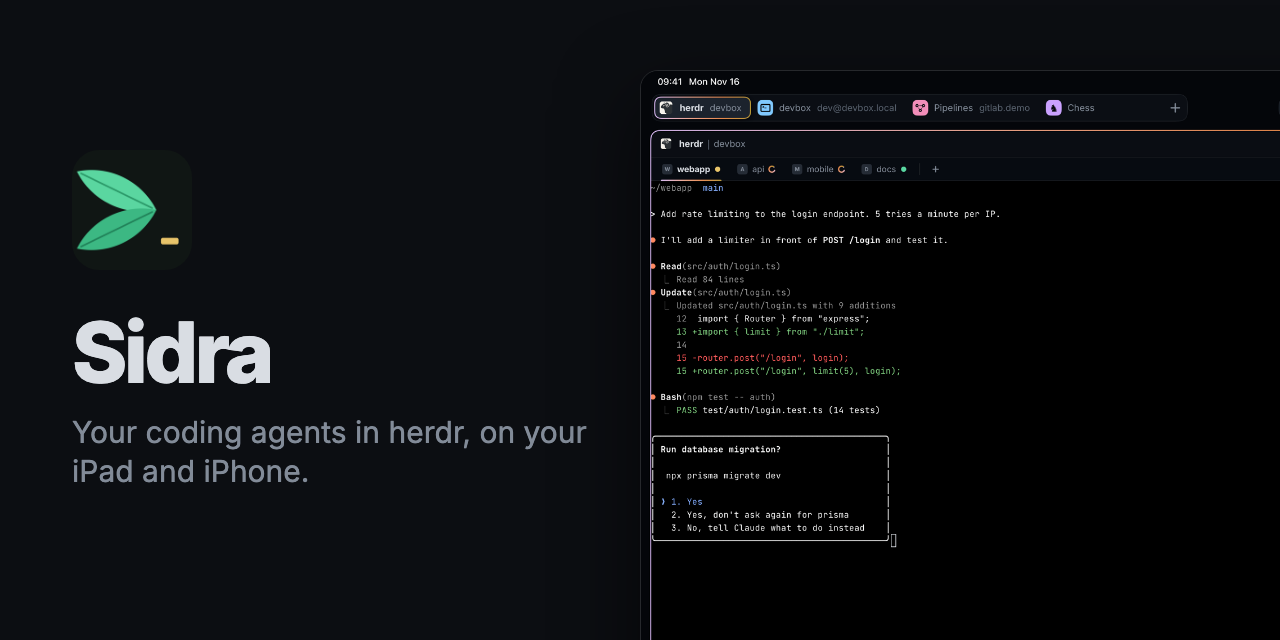 Sidra
Your coding agents in herdr, on your
iPad and iPhone.
09:41 Mon Nov 16
herdr devbox
devbox dev@devbox.local
Pipelines gitlab.demo
Chess
+
herdr | devbox
W webapp
A api
M mobile
D docs
+
~/webapp main
> Add rate limiting to the login endpoint. 5 tries a minute per IP.
● I'll add a limiter in front of POST /login and test it.
● Read(src/auth/login.ts)
⎿ Read 84 lines
● Update(src/auth/login.ts)
⎿ Updated src/auth/login.ts with 9 additions
12 import { Router } from "express";
13 +import { limit } from "./limit";
14
15 -router.post("/login", login);
15 +router.post("/login", limit(5), login);
● Bash(npm test -- auth)
⎿ PASS test/auth/login.test.ts (14 tests)
Run database migration?
npx prisma migrate dev
❯ 1. Yes
2. Yes, don't ask again for prisma
3. No, tell Claude what to do instead